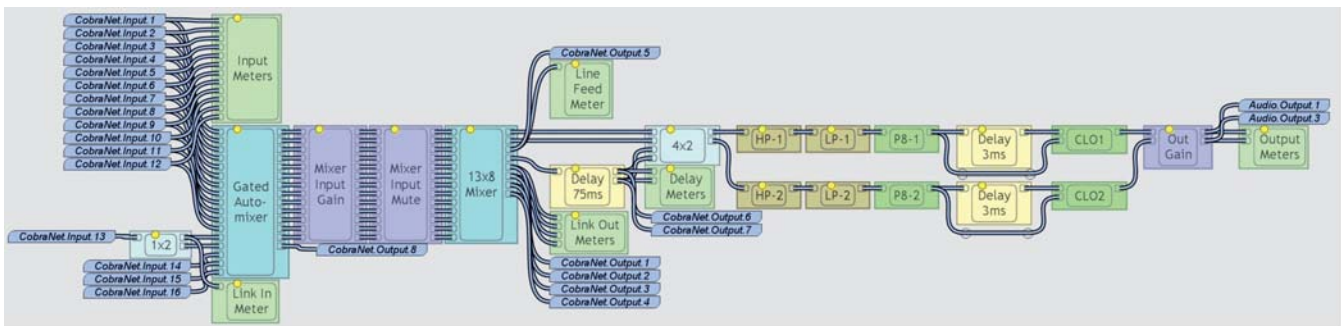 CobraNet.Input.1
CobraNet.Input.2
CobraNet.Input.3
CobraNet.Input.4
CobraNet.Input.5
CobraNet.Input.6
CobraNet.Input.7
CobraNet.Input.8
CobraNet.Input.9
CobraNet.Input.10
CobraNet.Input.11
CobraNet.Input.12
Input
Meters
CobraNet.Input.13
1x2
CobraNet.Input.14
CobraNet.Input.15
CobraNet.Input.16
Gated
Auto-
mixer
Link In
Meter
Mixer
Input
Gain
CobraNet.Output.8
Mixer
Input
Mute
13x8
Mixer
CobraNet.Output.5
Line
Feed
Meter
Delay
75ms
Link Out
Meters
CobraNet.Output.1
CobraNet.Output.2
CobraNet.Output.3
CobraNet.Output.4
4x2
Delay
Meters
CobraNet.Output.6
CobraNet.Output.7
HP-1
LP-1
P8-1
Delay
3ms
CLO1
HP-2
LP-2
P8-2
Delay
3ms
CLO2
Out
Gain
Audio.Output.1
Audio.Output.3
Output
Meters